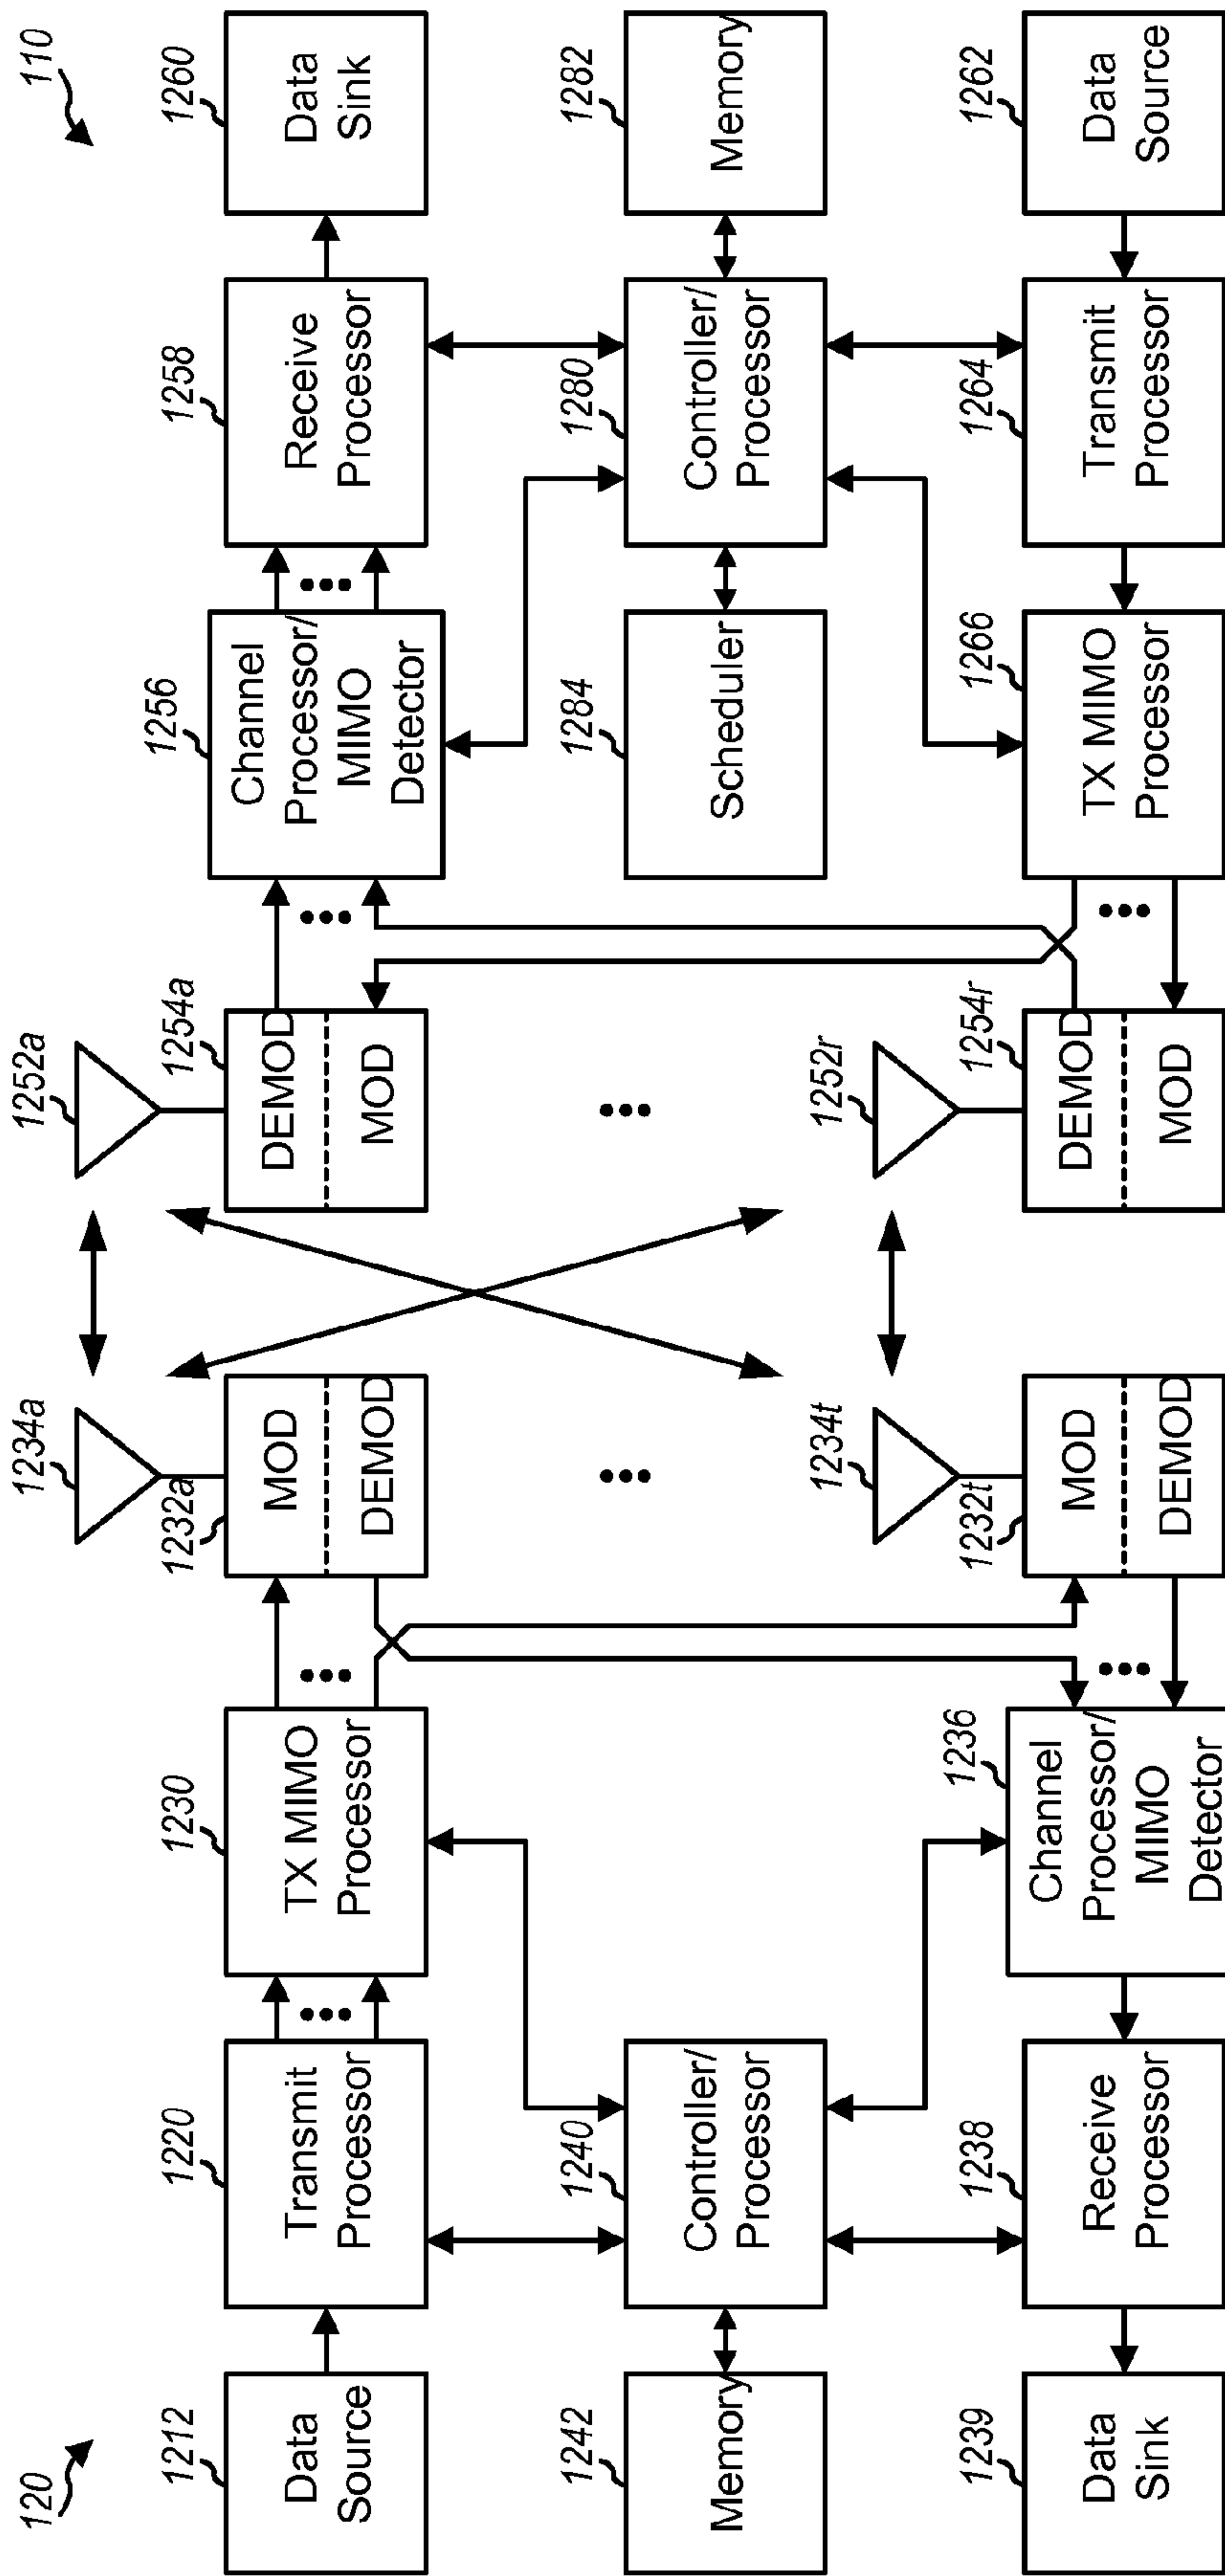 120
1212
Data
Source
1220
Transmit
Processor
1230
TX MIMO
Processor
1234a
1232a
MOD
DEMOD
1252a
1254a
DEMOD
MOD
1256
Channel
Processor/
MIMO
Detector
1258
Receive
Processor
1260
Data
Sink
110
1242
Memory
1240
Controller/
Processor
1284
Scheduler
1280
Controller/
Processor
1282
Memory
1239
Data
Sink
1238
Receive
Processor
1236
Channel
Processor/
MIMO
Detector
1234t
1232t
MOD
DEMOD
1252r
1254r
DEMOD
MOD
1266
TX MIMO
Processor
1264
Transmit
Processor
1262
Data
Source